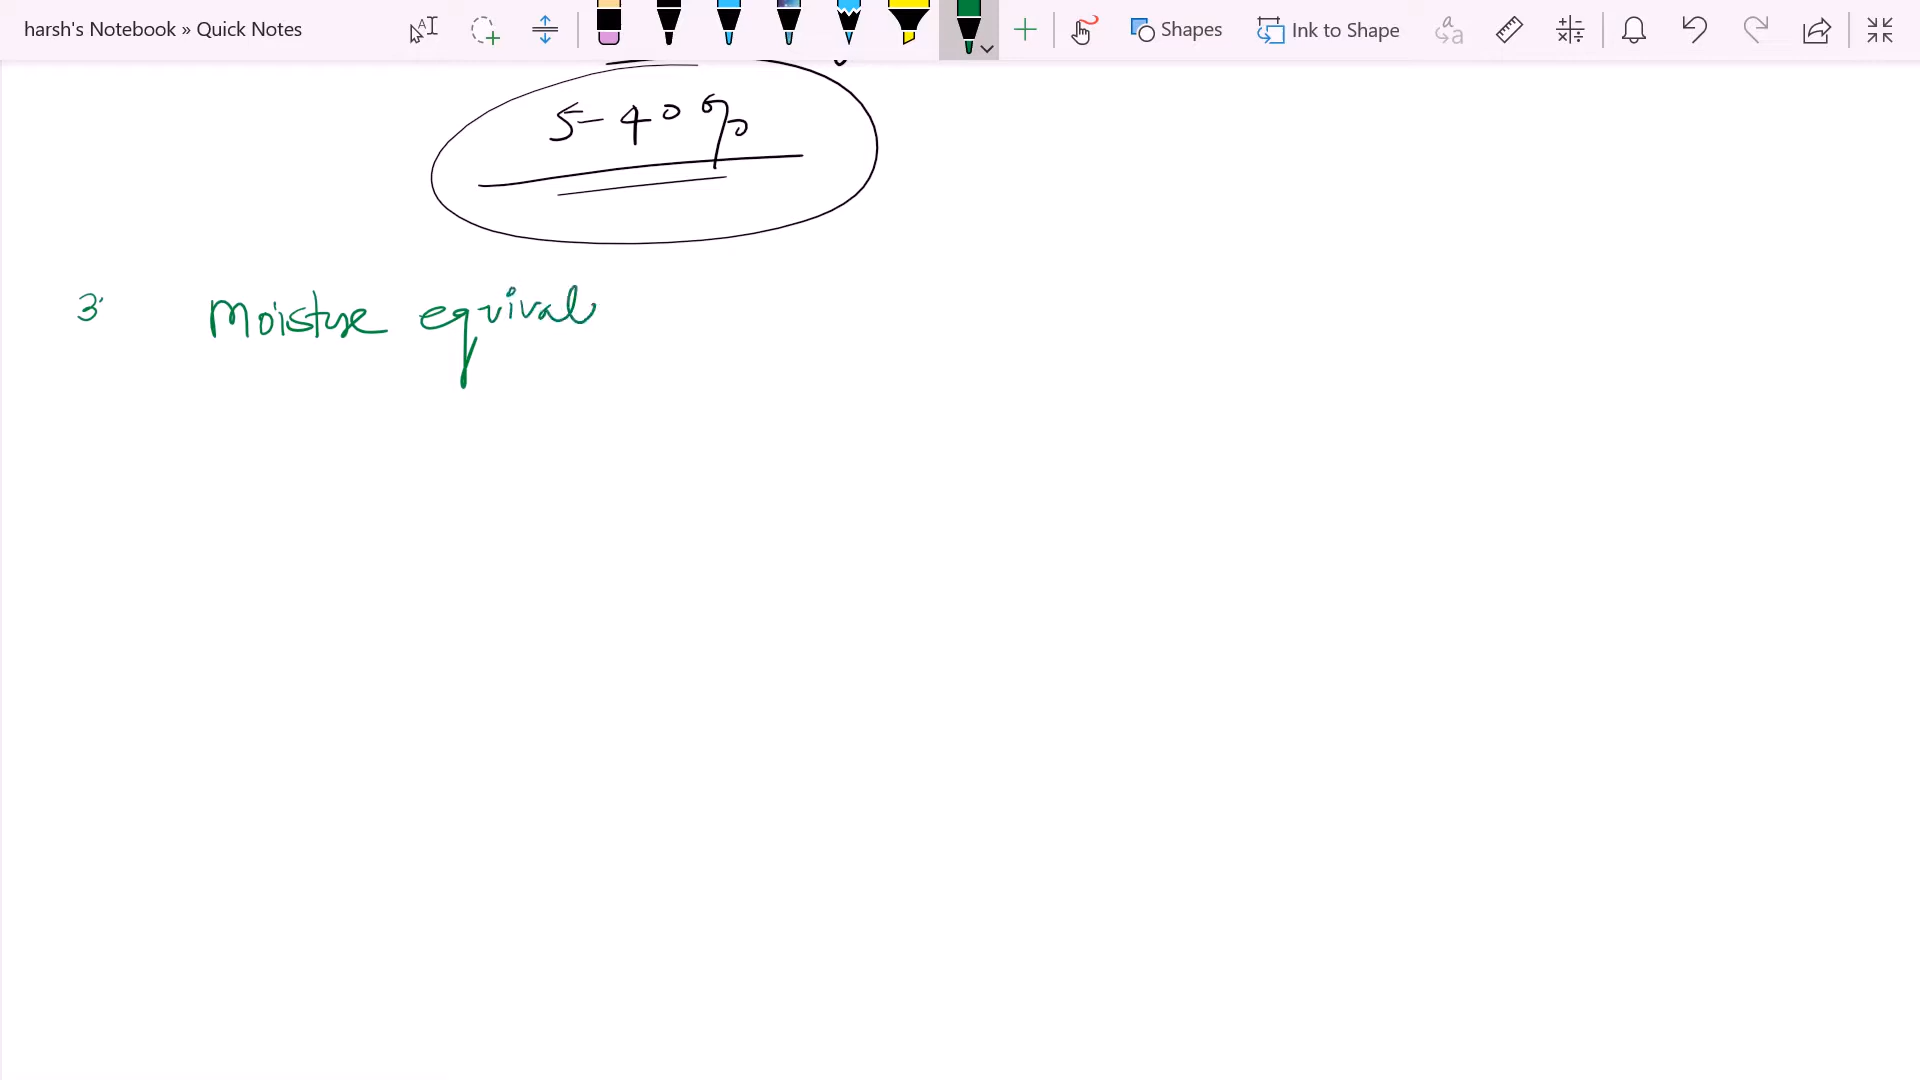 harsh's Notebook » Quick Notes Shapes Ink to Shape
5-40%
3. Moisture equival